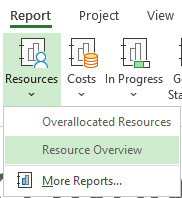 Report Project View
Resources Costs In Progress
Overallocated Resources
Resource Overview
More Reports...